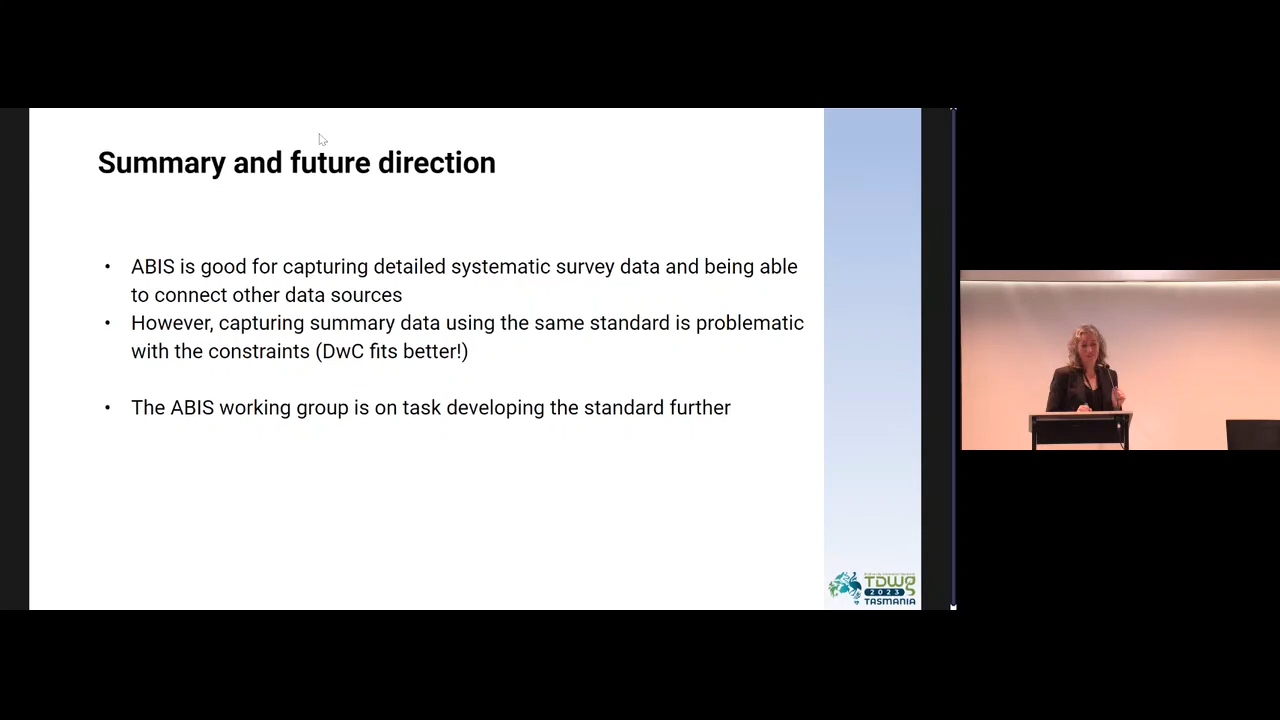 Summary and future direction
• ABIS is good for capturing detailed systematic survey data and being able
to connect other data sources
• However, capturing summary data using the same standard is problematic
with the constraints (DwC fits better!)
• The ABIS working group is on task developing the standard further
TDWG
2023
TASMANIA